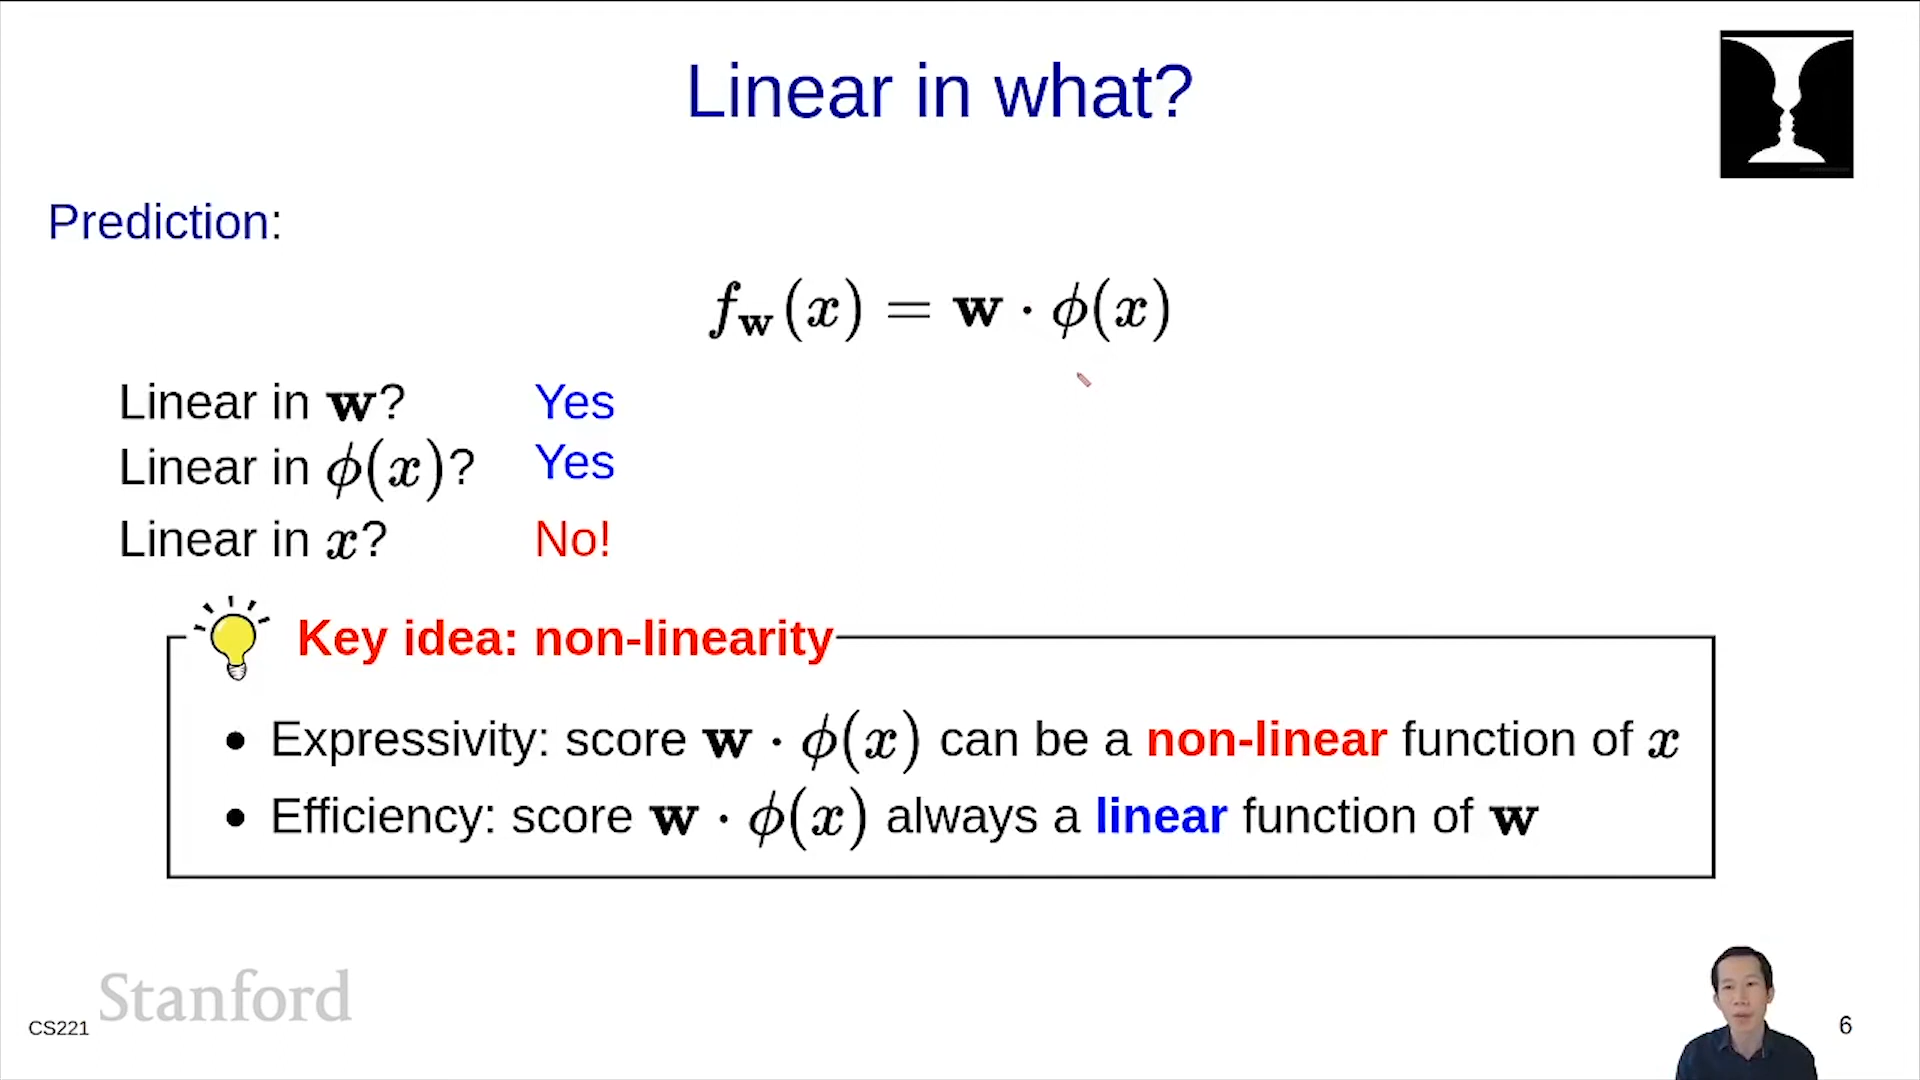 Linear in what?
Prediction:
f_w(x) = w · ϕ(x)
Linear in w? Yes
Linear in ϕ(x)? Yes
Linear in x? No!
Key idea: non-linearity
• Expressivity: score w · ϕ(x) can be a non-linear function of x
• Efficiency: score w · ϕ(x) always a linear function of w
Stanford
CS221
6